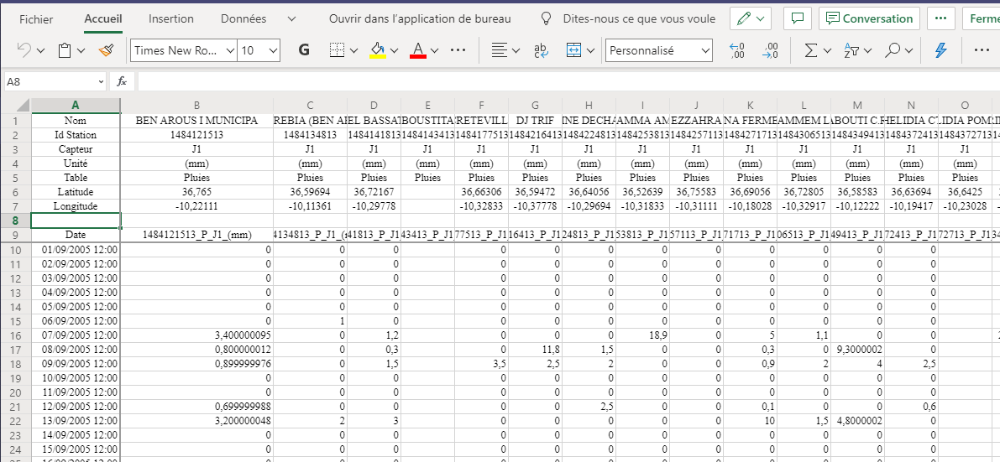 Fichier Accueil Insertion Données Ouvrir dans l'application de bureau Dites-nous ce que vous voule Conversation ... Ferme
Times New Ro... 10 G ... A Personnalisé ...
A8 fx
A B C D E F G H I J K L M N O
1 Nom BEN AROUS I MUNICIPA REBIA (BEN A EL BASSA BOUSTITA RETEVILL DJ TRIF INE DECHA AMMA AM EZZAHRA NA FERME AMMEM L ABOUTI C.F HELIDIA C LIDIA POM
2 Id Station 1484121513 1484134813 1484141813 1484143413 1484177513 1484216413 1484224813 1484253813 1484257113 1484271713 1484306513 1484349413 1484372413 1484372713
3 Capteur J1 J1 J1 J1 J1 J1 J1 J1 J1 J1 J1 J1 J1 J1
4 Unité (mm) (mm) (mm) (mm) (mm) (mm) (mm) (mm) (mm) (mm) (mm) (mm) (mm) (mm)
5 Table Pluies Pluies Pluies Pluies Pluies Pluies Pluies Pluies Pluies Pluies Pluies Pluies Pluies Pluies
6 Latitude 36,765 36,59694 36,72167 36,66306 36,59472 36,64056 36,52639 36,75583 36,69056 36,72805 36,58583 36,63694 36,6425
7 Longitude -10,22111 -10,11361 -10,29778 -10,32833 -10,37778 -10,29694 -10,31833 -10,31111 -10,18028 -10,32917 -10,12222 -10,19417 -10,23028
8
9 Date 1484121513_P_J1_(mm) 4134813_P_J1_( 41813_P_J1 43413_P_J1 77513_P_J1 16413_P_J1 24813_P_J1 53813_P_J1 57113_P_J1 71713_P_J1 06513_P_J1 49413_P_J1 72413_P_J1 72713_P_J1
10 01/09/2005 12:00 0 0 0 0 0 0 0 0 0 0 0 0
11 02/09/2005 12:00 0 0 0 0 0 0 0 0 0 0 0 0
12 03/09/2005 12:00 0 0 0 0 0 0 0 0 0 0 0 0
13 04/09/2005 12:00 0 0 0 0 0 0 0 0 0 0 0 0
14 05/09/2005 12:00 0 0 0 0 0 0 0 0 0 0 0 0
15 06/09/2005 12:00 0 1 0 0 0 0 0 0 0 0 0 0
16 07/09/2005 12:00 3,400000095 0 1,2 0 0 0 18,9 0 5 1,1 0 0
17 08/09/2005 12:00 0,800000012 0 0,3 0 11,8 1,5 0 0 0,3 0 9,3000002 0
18 09/09/2005 12:00 0,899999976 0 1,5 3,5 2,5 2 0 0 0,9 2 4 2,5
19 10/09/2005 12:00 0 0 0 0 0 0 0 0 0 0 0 0
20 11/09/2005 12:00 0 0 0 0 0 0 0 0 0 0 0 0
21 12/09/2005 12:00 0,699999988 0 0 0 0 2,5 0 0 0,1 0 0 0,6
22 13/09/2005 12:00 3,200000048 2 3 0 0 0 0 0 10 1,5 4,8000002 0
23 14/09/2005 12:00 0 0 0 0 0 0 0 0 0 0 0 0
24 15/09/2005 12:00 0 0 0 0 0 0 0 0 0 0 0 0